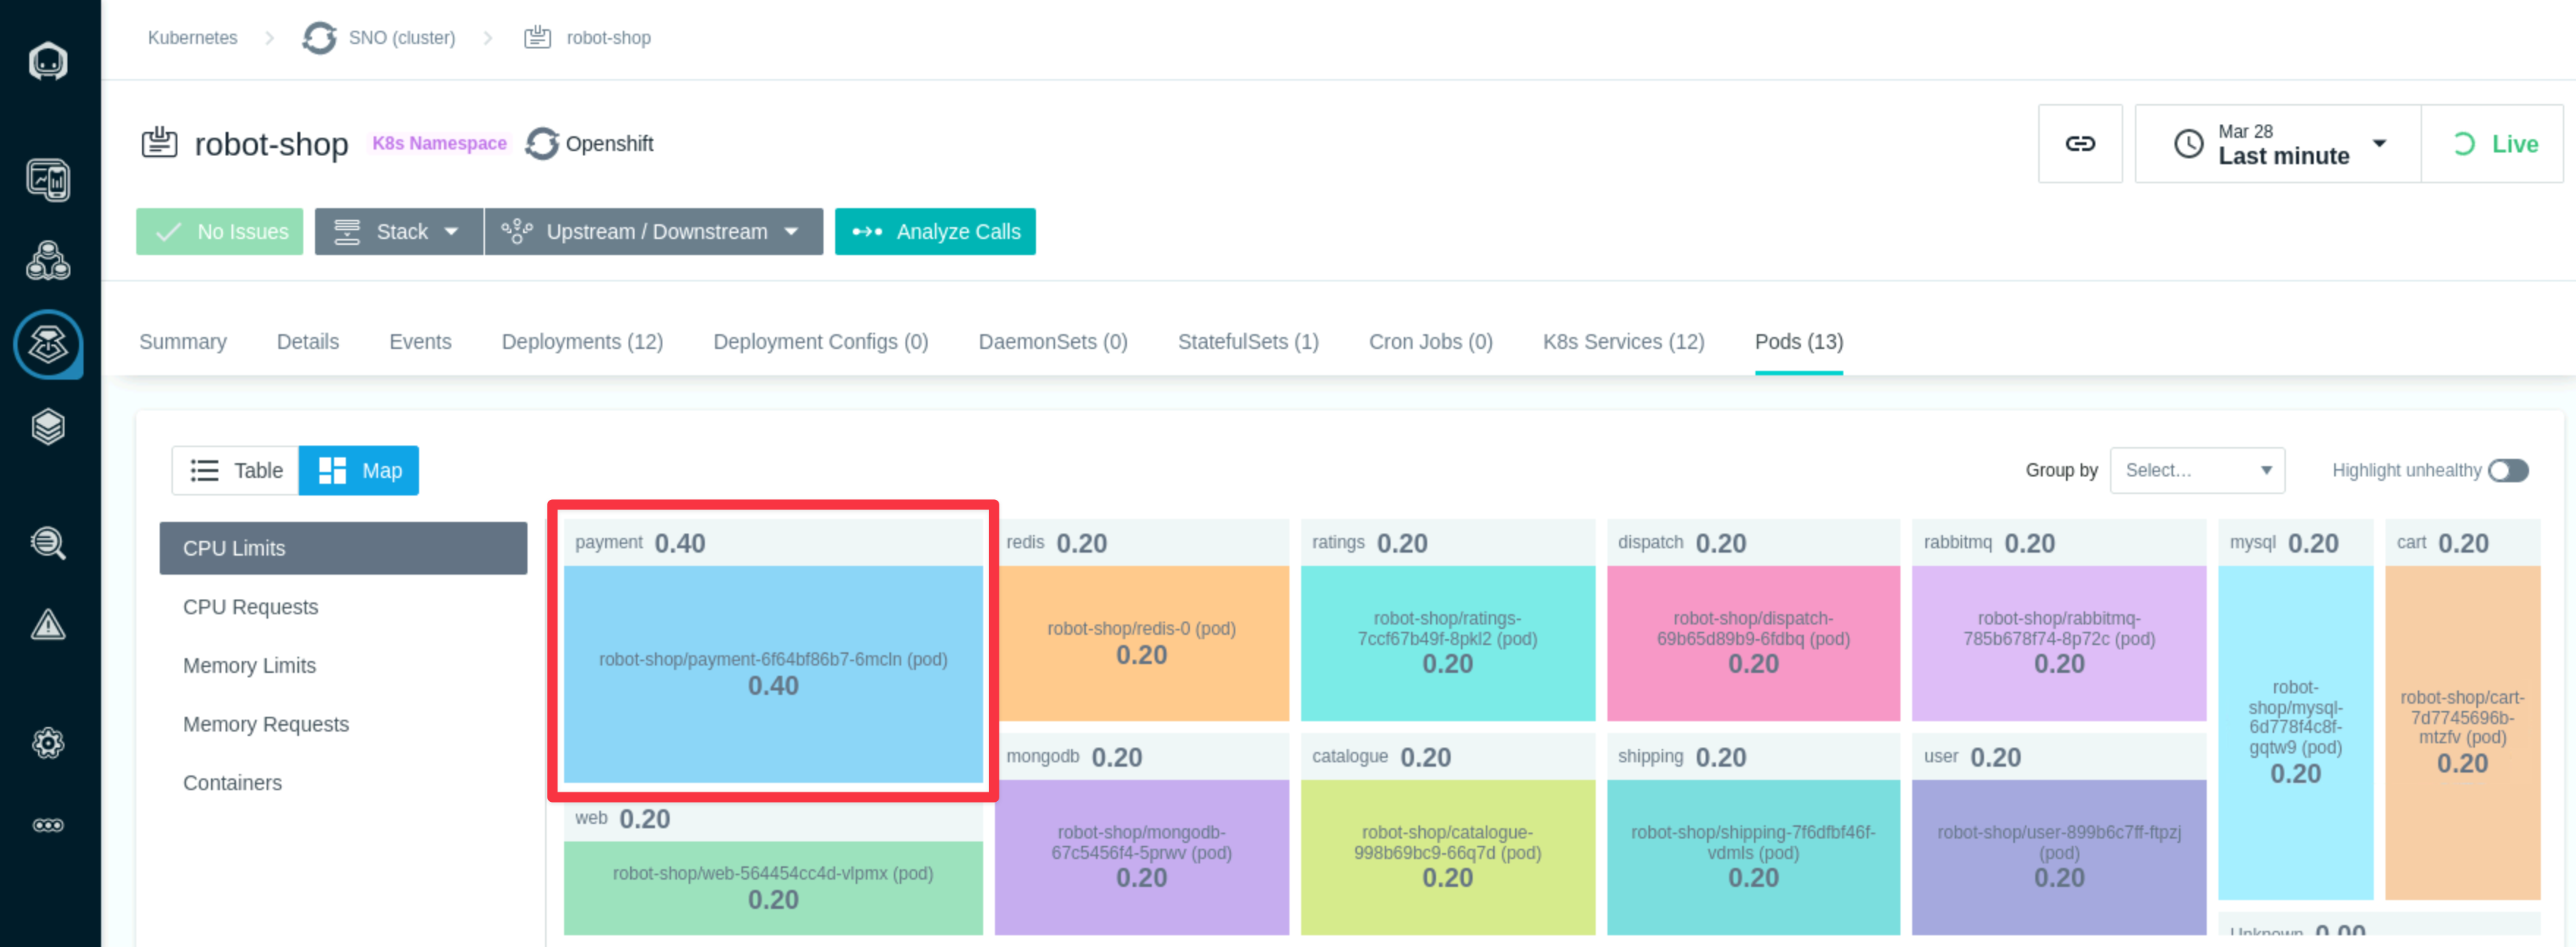 Kubernetes
SNO (cluster)
robot-shop
robot-shop
K8s Namespace
Openshift
Mar 28
Last minute
Live
No Issues
Stack
Upstream / Downstream
Analyze Calls
Summary
Details
Events
Deployments (12)
Deployment Configs (0)
DaemonSets (0)
StatefulSets (1)
Cron Jobs (0)
K8s Services (12)
Pods (13)
Table
Map
Group by
Select...
Highlight unhealthy
CPU Limits
CPU Requests
Memory Limits
Memory Requests
Containers
payment 0.40
robot-shop/payment-6f64bf86b7-6mcln (pod)
0.40
web 0.20
robot-shop/web-564454cc4d-vlpmx (pod)
0.20
redis 0.20
robot-shop/redis-0 (pod)
0.20
mongodb 0.20
robot-shop/mongodb-
67c5456f4-5prwv (pod)
0.20
ratings 0.20
robot-shop/ratings-
7ccf67b49f-8pkl2 (pod)
0.20
catalogue 0.20
robot-shop/catalogue-
998b69bc9-66q7d (pod)
0.20
dispatch 0.20
robot-shop/dispatch-
69b65d89b9-6fdbq (pod)
0.20
shipping 0.20
robot-shop/shipping-7f6dfbf46f-
vdmls (pod)
0.20
rabbitmq 0.20
robot-shop/rabbitmq-
785b678f74-8p72c (pod)
0.20
user 0.20
robot-shop/user-899b6c7ff-ftpzj
(pod)
0.20
mysql 0.20
robot-
shop/mysql-
6d778f4c8f-
gqtw9 (pod)
0.20
cart 0.20
robot-shop/cart-
7d7745696b-
mtzfv (pod)
0.20
Unknown 0.00